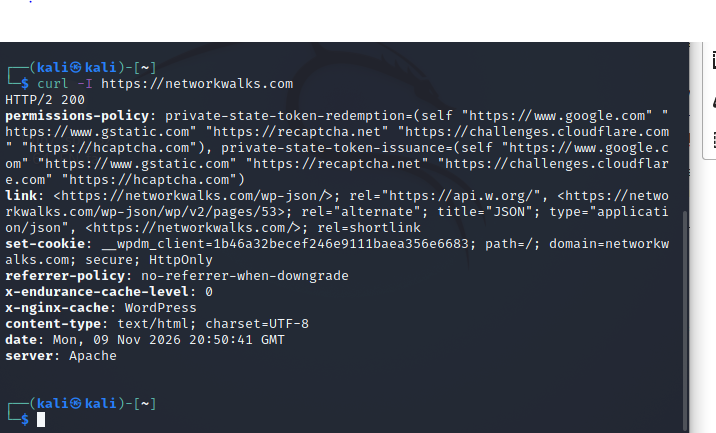 ┌──(kali㉿kali)-[~]
└─$ curl -I https://networkwalks.com
HTTP/2 200
permissions-policy: private-state-token-redemption=(self "https://www.google.com" "
https://www.gstatic.com" "https://recaptcha.net" "https://challenges.cloudflare.com
" "https://hcaptcha.com"), private-state-token-issuance=(self "https://www.google.c
om" "https://www.gstatic.com" "https://recaptcha.net" "https://challenges.cloudflar
e.com" "https://hcaptcha.com")
link: <https://networkwalks.com/wp-json/>; rel="https://api.w.org/", <https://netwo
rkwalks.com/wp-json/wp/v2/pages/53>; rel="alternate"; title="JSON"; type="applicati
on/json", <https://networkwalks.com/>; rel=shortlink
set-cookie: __wpdm_client=1b46a32becef246e9111baea356e6683; path=/; domain=networkw
alks.com; secure; HttpOnly
referrer-policy: no-referrer-when-downgrade
x-endurance-cache-level: 0
x-nginx-cache: WordPress
content-type: text/html; charset=UTF-8
date: Mon, 09 Nov 2026 20:50:41 GMT
server: Apache
┌──(kali㉿kali)-[~]
└─$